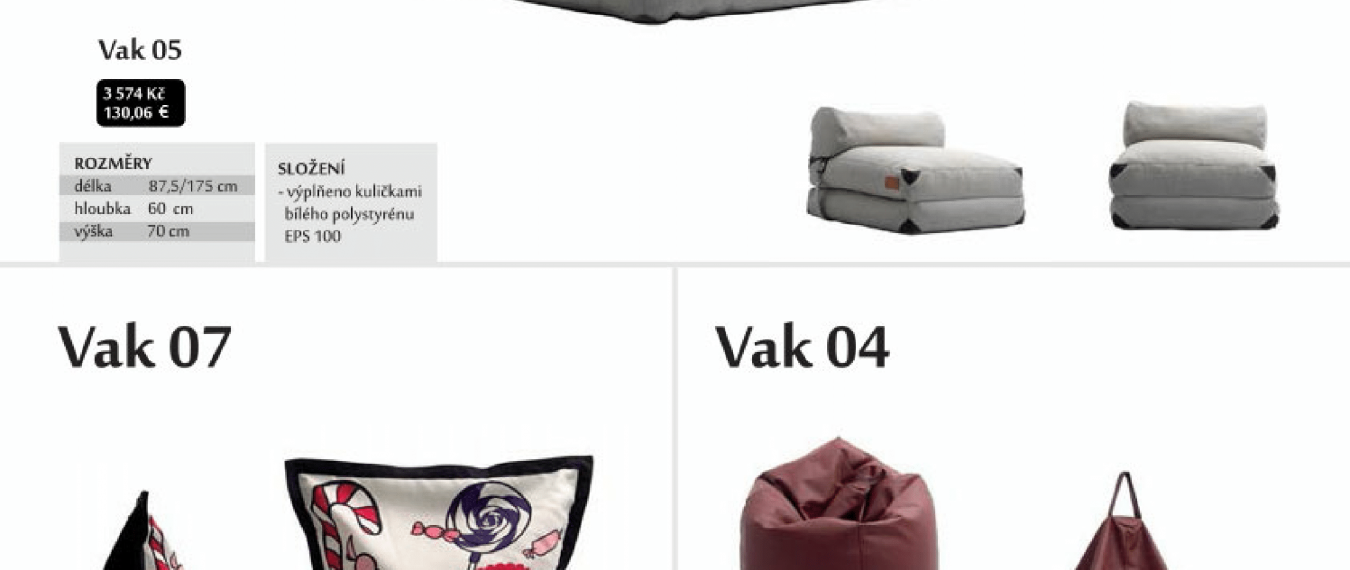 Vak 05
3 574 Kč
130,06 €
ROZMĚRY
délka 87,5/175 cm
hloubka 60 cm
výška 70 cm
SLOŽENÍ
- výplňeno kuličkami
bílého polystyrénu
EPS 100
Vak 07
Vak 04